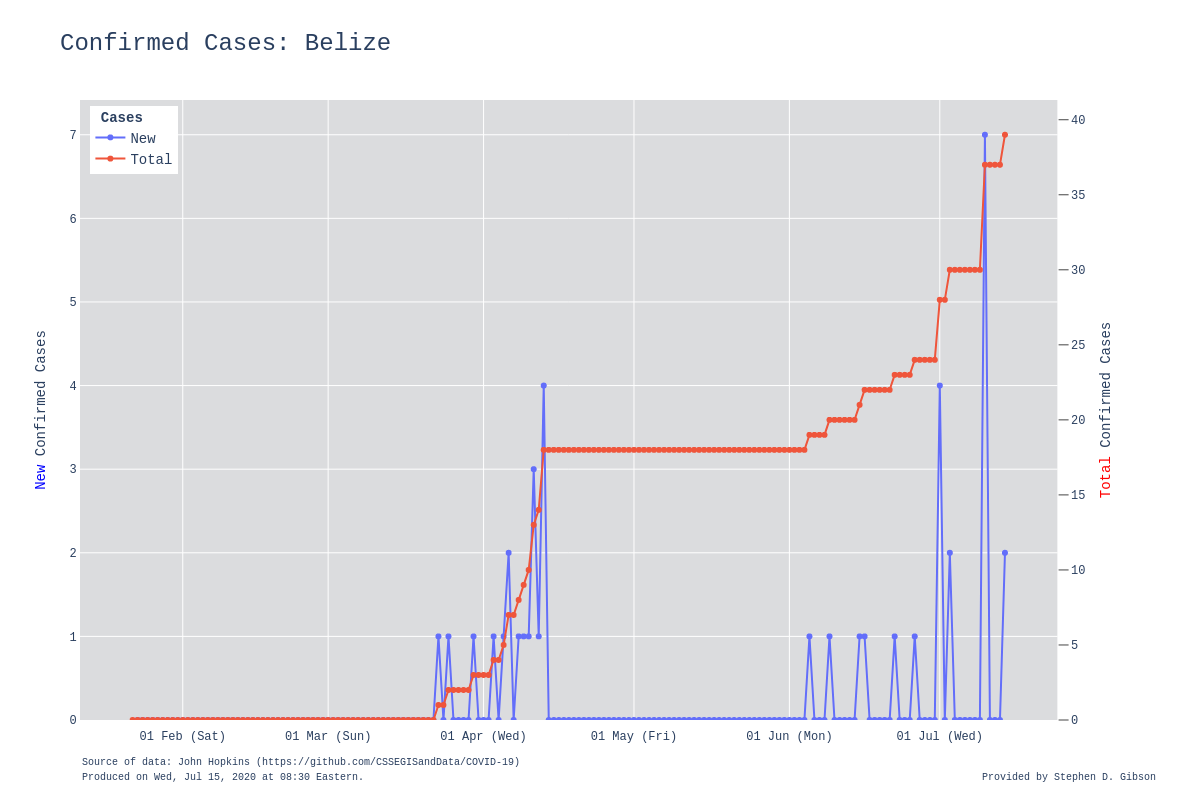 Confirmed Cases: Belize
Cases
New
Total
7
6
5
4
3
2
1
0
40
35
30
25
20
15
10
5
0
New Confirmed Cases
Total Confirmed Cases
01 Feb (Sat)
01 Mar (Sun)
01 Apr (Wed)
01 May (Fri)
01 Jun (Mon)
01 Jul (Wed)
Source of data: John Hopkins (https://github.com/CSSEGISandData/COVID-19)
Produced on Wed, Jul 15, 2020 at 08:30 Eastern.
Provided by Stephen D. Gibson